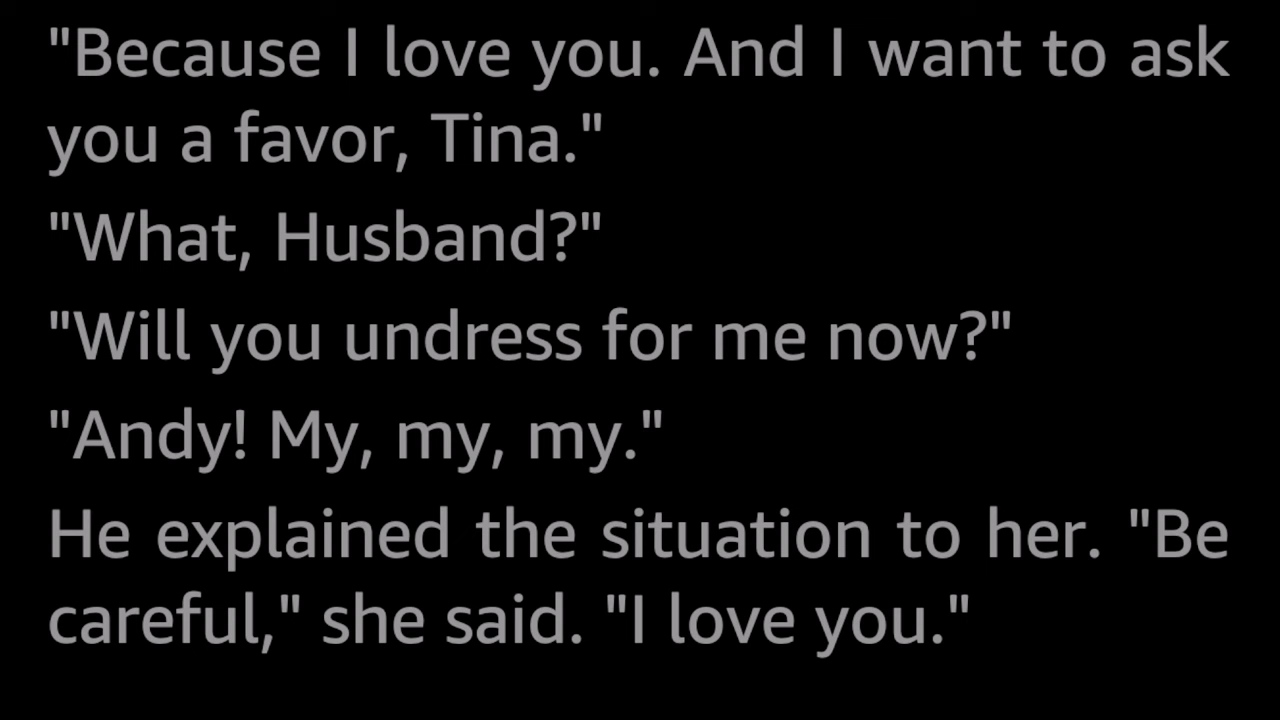 "Because I love you. And I want to ask
you a favor, Tina."
"What, Husband?"
"Will you undress for me now?"
"Andy! My, my, my."
He explained the situation to her. "Be
careful," she said. "I love you."